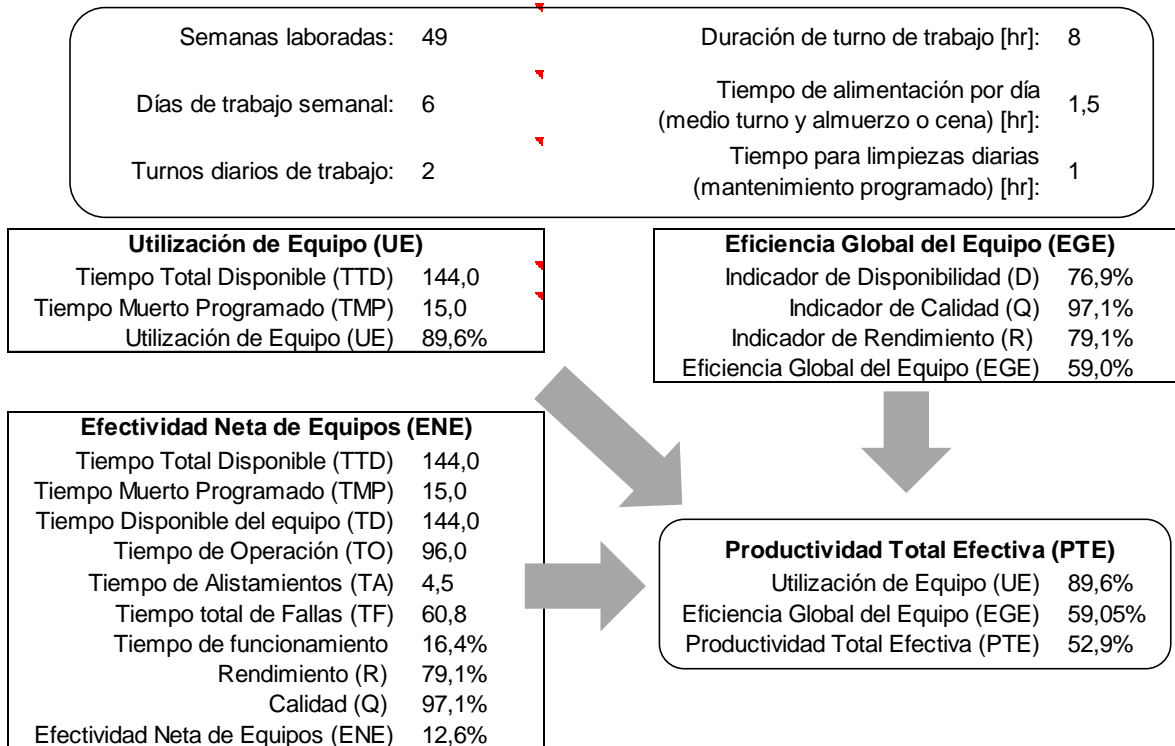 Semanas laboradas: 49
Duración de turno de trabajo [hr]: 8
Días de trabajo semanal: 6
Tiempo de alimentación por día
(medio turno y almuerzo o cena) [hr]: 1,5
Turnos diarios de trabajo: 2
Tiempo para limpiezas diarias
(mantenimiento programado) [hr]: 1
Utilización de Equipo (UE)
Tiempo Total Disponible (TTD) 144,0
Tiempo Muerto Programado (TMP) 15,0
Utilización de Equipo (UE) 89,6%
Eficiencia Global del Equipo (EGE)
Indicador de Disponibilidad (D) 76,9%
Indicador de Calidad (Q) 97,1%
Indicador de Rendimiento (R) 79,1%
Eficiencia Global del Equipo (EGE) 59,0%
Efectividad Neta de Equipos (ENE)
Tiempo Total Disponible (TTD) 144,0
Tiempo Muerto Programado (TMP) 15,0
Tiempo Disponible del equipo (TD) 144,0
Tiempo de Operación (TO) 96,0
Tiempo de Alistamientos (TA) 4,5
Tiempo total de Fallas (TF) 60,8
Tiempo de funcionamiento 16,4%
Rendimiento (R) 79,1%
Calidad (Q) 97,1%
Efectividad Neta de Equipos (ENE) 12,6%
Productividad Total Efectiva (PTE)
Utilización de Equipo (UE) 89,6%
Eficiencia Global del Equipo (EGE) 59,05%
Productividad Total Efectiva (PTE) 52,9%